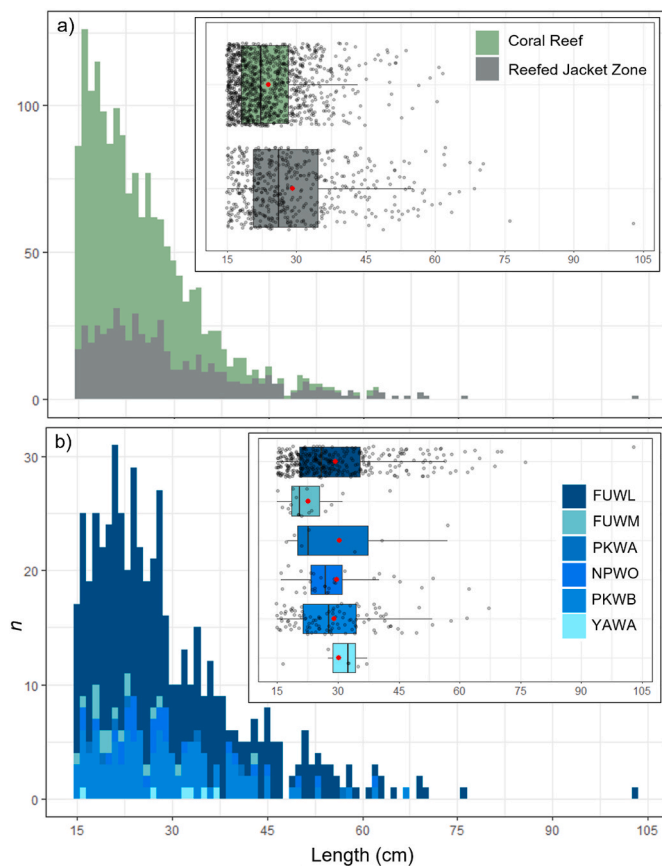 a)
Coral Reef
Reefed Jacket Zone
100
50
0
15 30 45 60 75 90 105
b)
FUWL
FUWM
PKWA
NPWO
PKWB
YAWA
30
20
10
0
n
15 30 45 60 75 90 105
15 30 45 60 75 90 105
Length (cm)